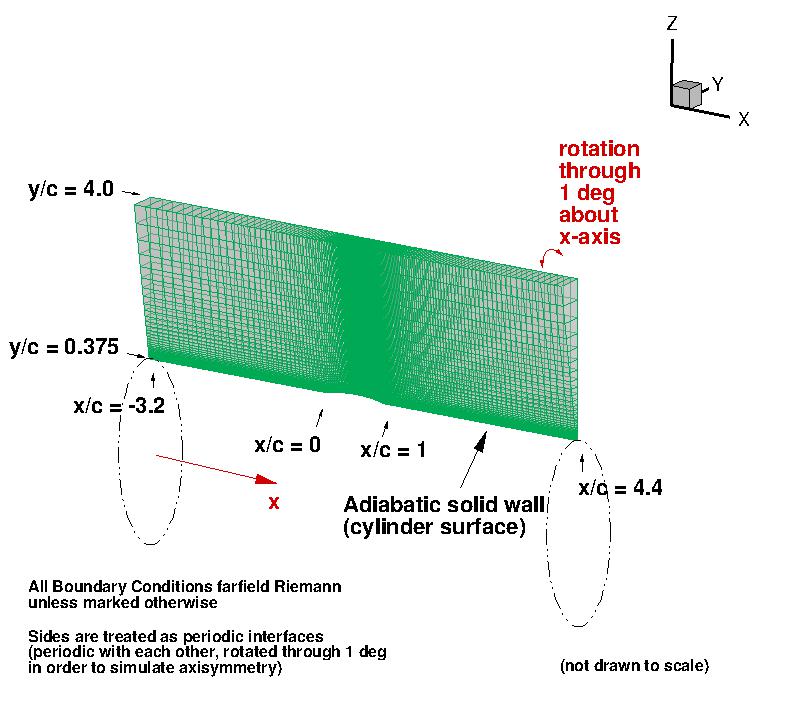 Z
Y
X
rotation
through
1 deg
about
x-axis
y/c = 4.0
y/c = 0.375
x/c = -3.2
x/c = 0
x/c = 1
x/c = 4.4
x
Adiabatic solid wall
(cylinder surface)
All Boundary Conditions farfield Riemann
unless marked otherwise
Sides are treated as periodic interfaces
(periodic with each other, rotated through 1 deg
in order to simulate axisymmetry)
(not drawn to scale)